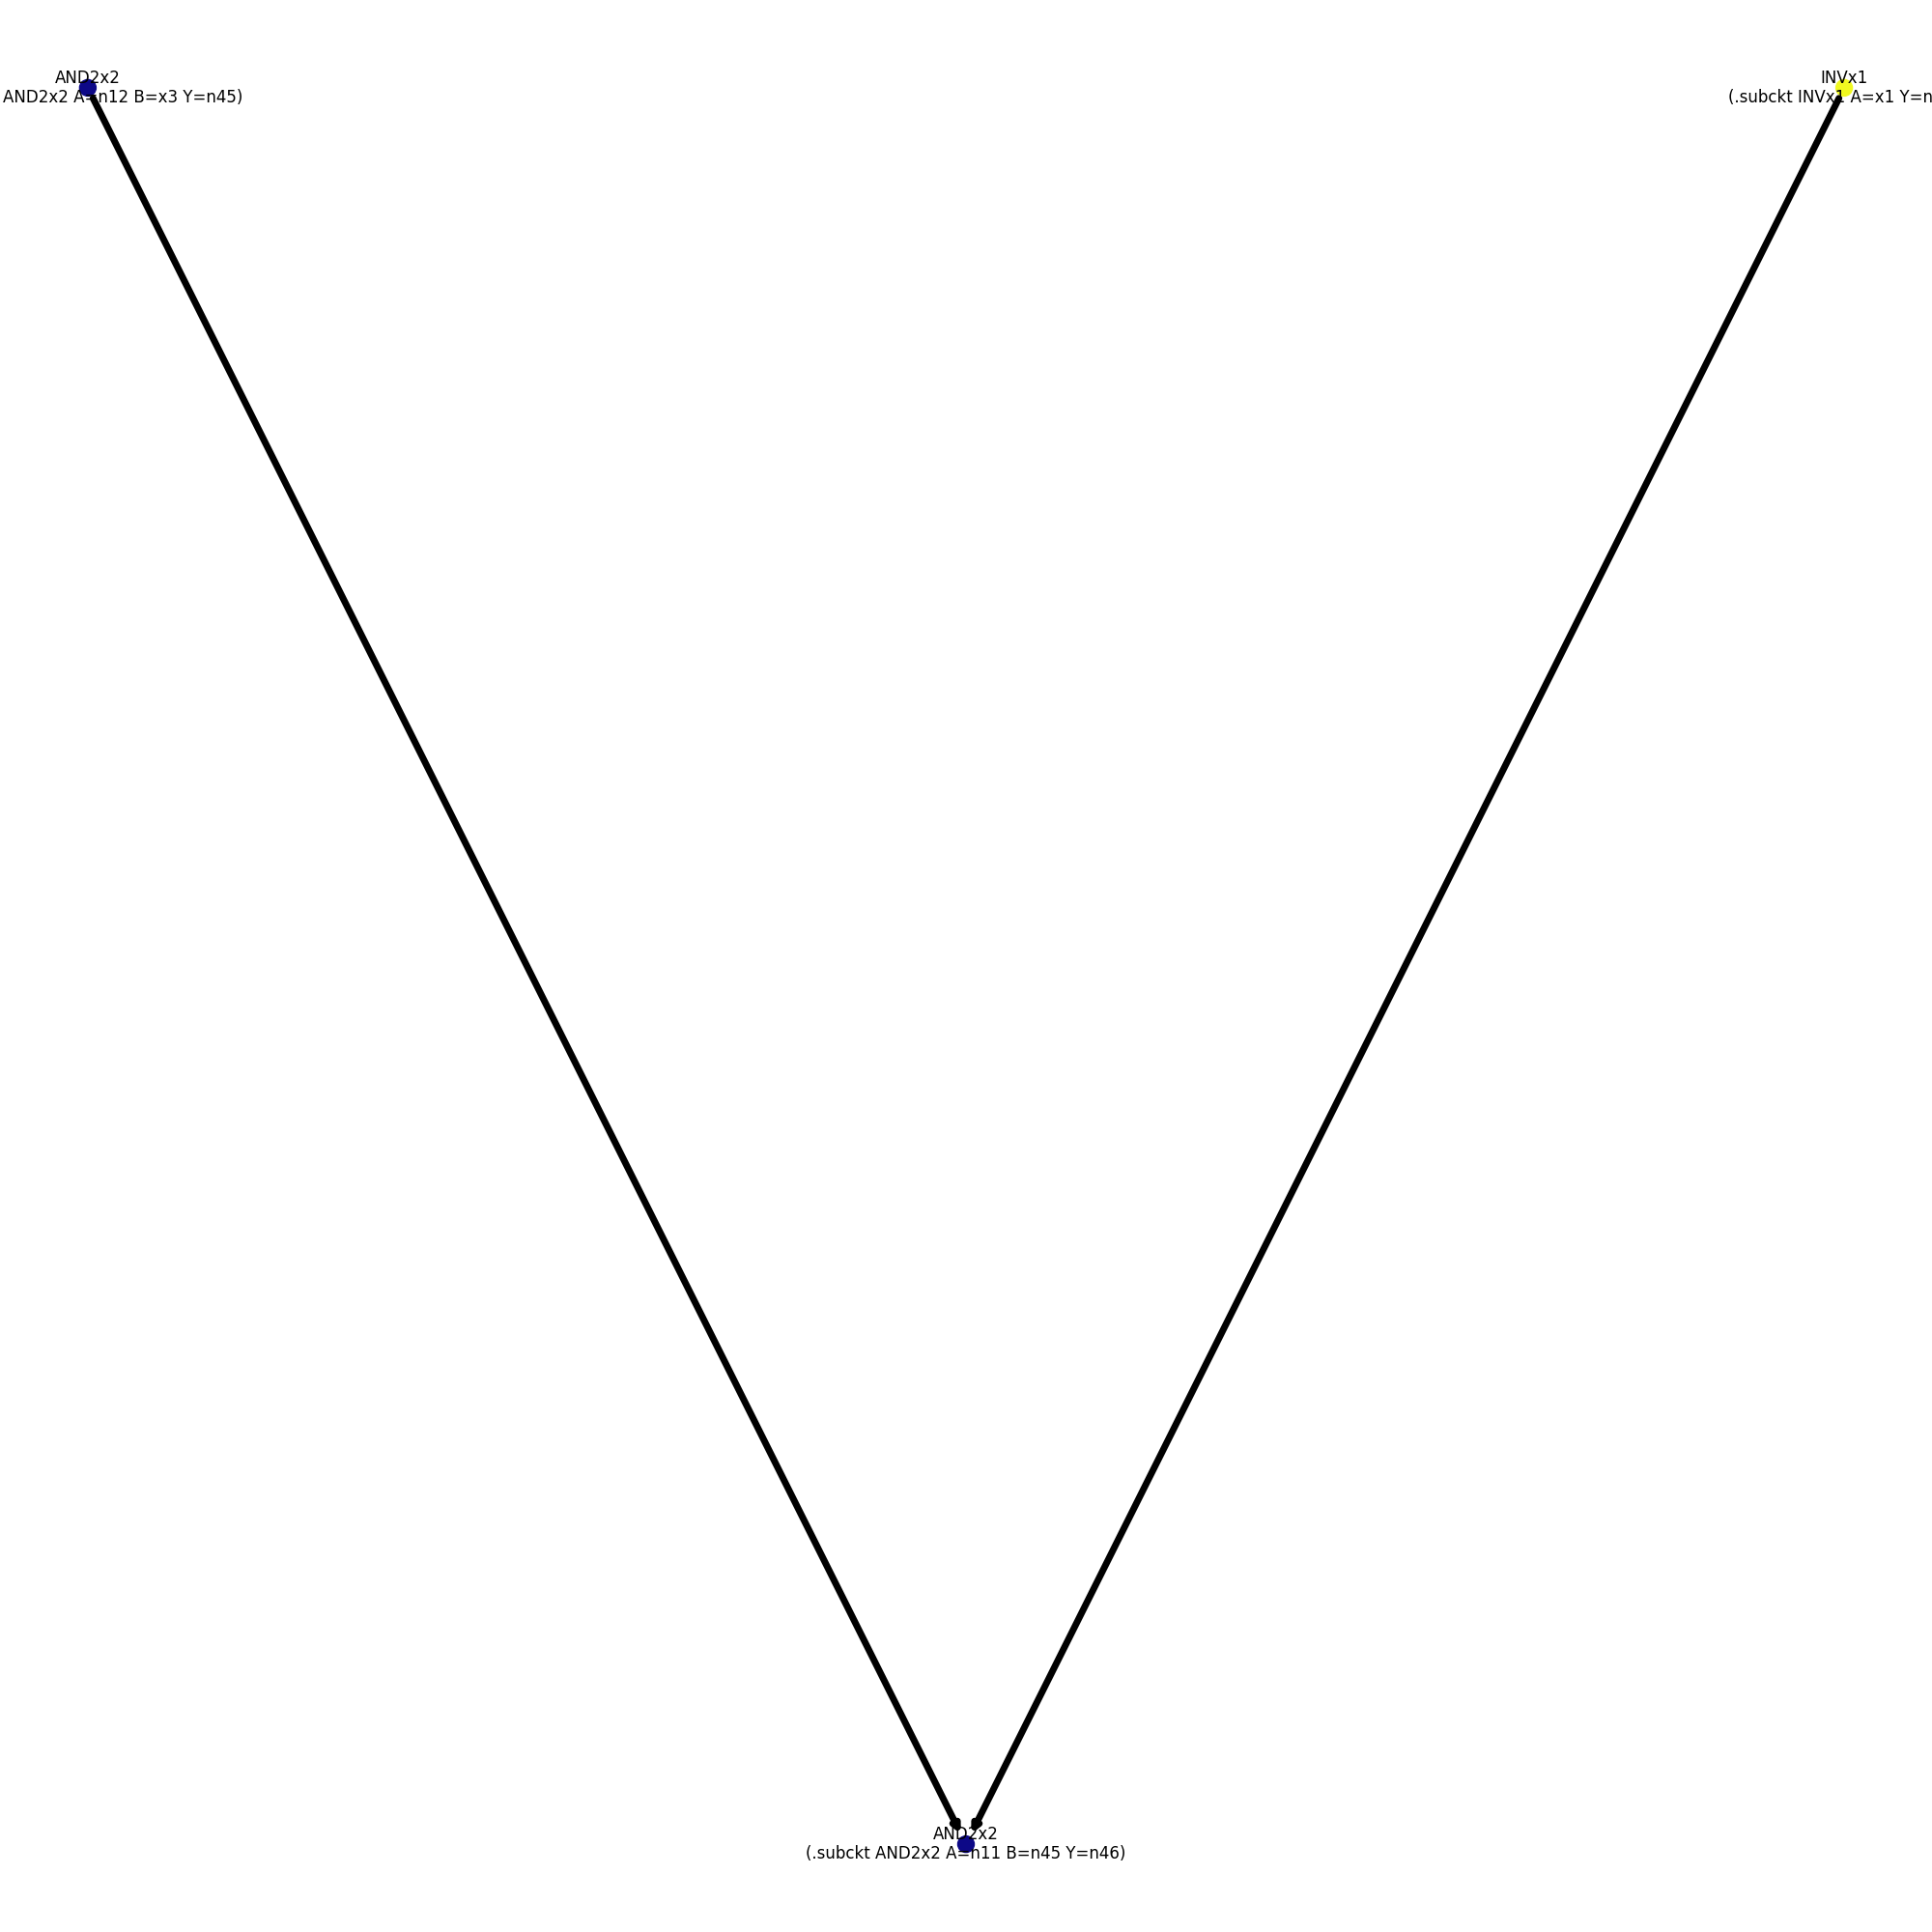 AND2x2
AND2x2 A=n12 B=x3 Y=n45)
INVx1
(.subckt INVx1 A=x1 Y=n
AND2x2
(.subckt AND2x2 A=n11 B=n45 Y=n46)